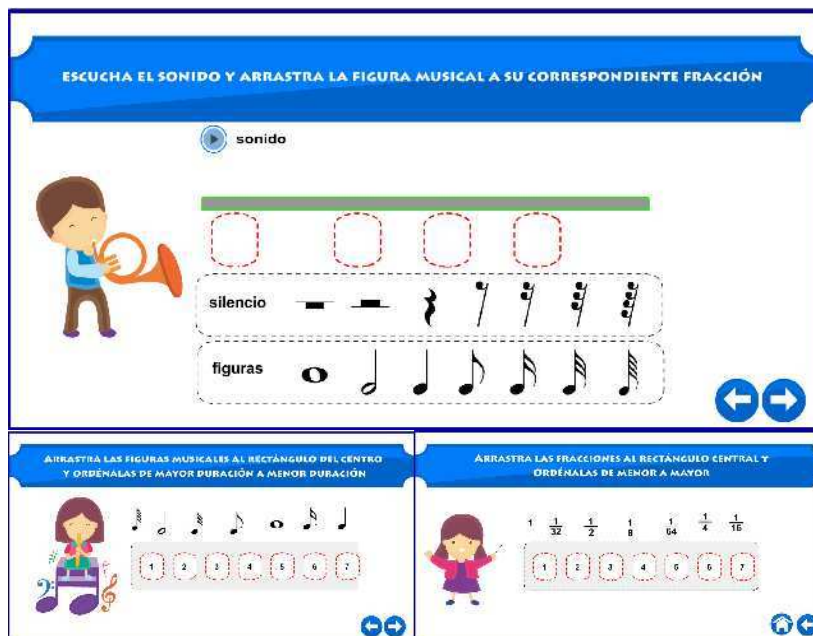 ESCUCHA EL SONIDO Y ARRASTRA LA FIGURA MUSICAL A SU CORRESPONDIENTE FRACCIÓN
sonido
silencio
figuras
ARRASTRA LAS FIGURAS MUSICALES AL RECTÁNGULO DEL CENTRO
Y ORDÉNALAS DE MAYOR DURACIÓN A MENOR DURACIÓN
1 2 3 4 5 6 7
ARRASTRA LAS FRACCIONES AL RECTÁNGULO CENTRAL Y
ORDÉNALAS DE MENOR A MAYOR
1 1/32 1/2 1/8 1/64 1/4 1/16
1 2 3 4 5 6 7